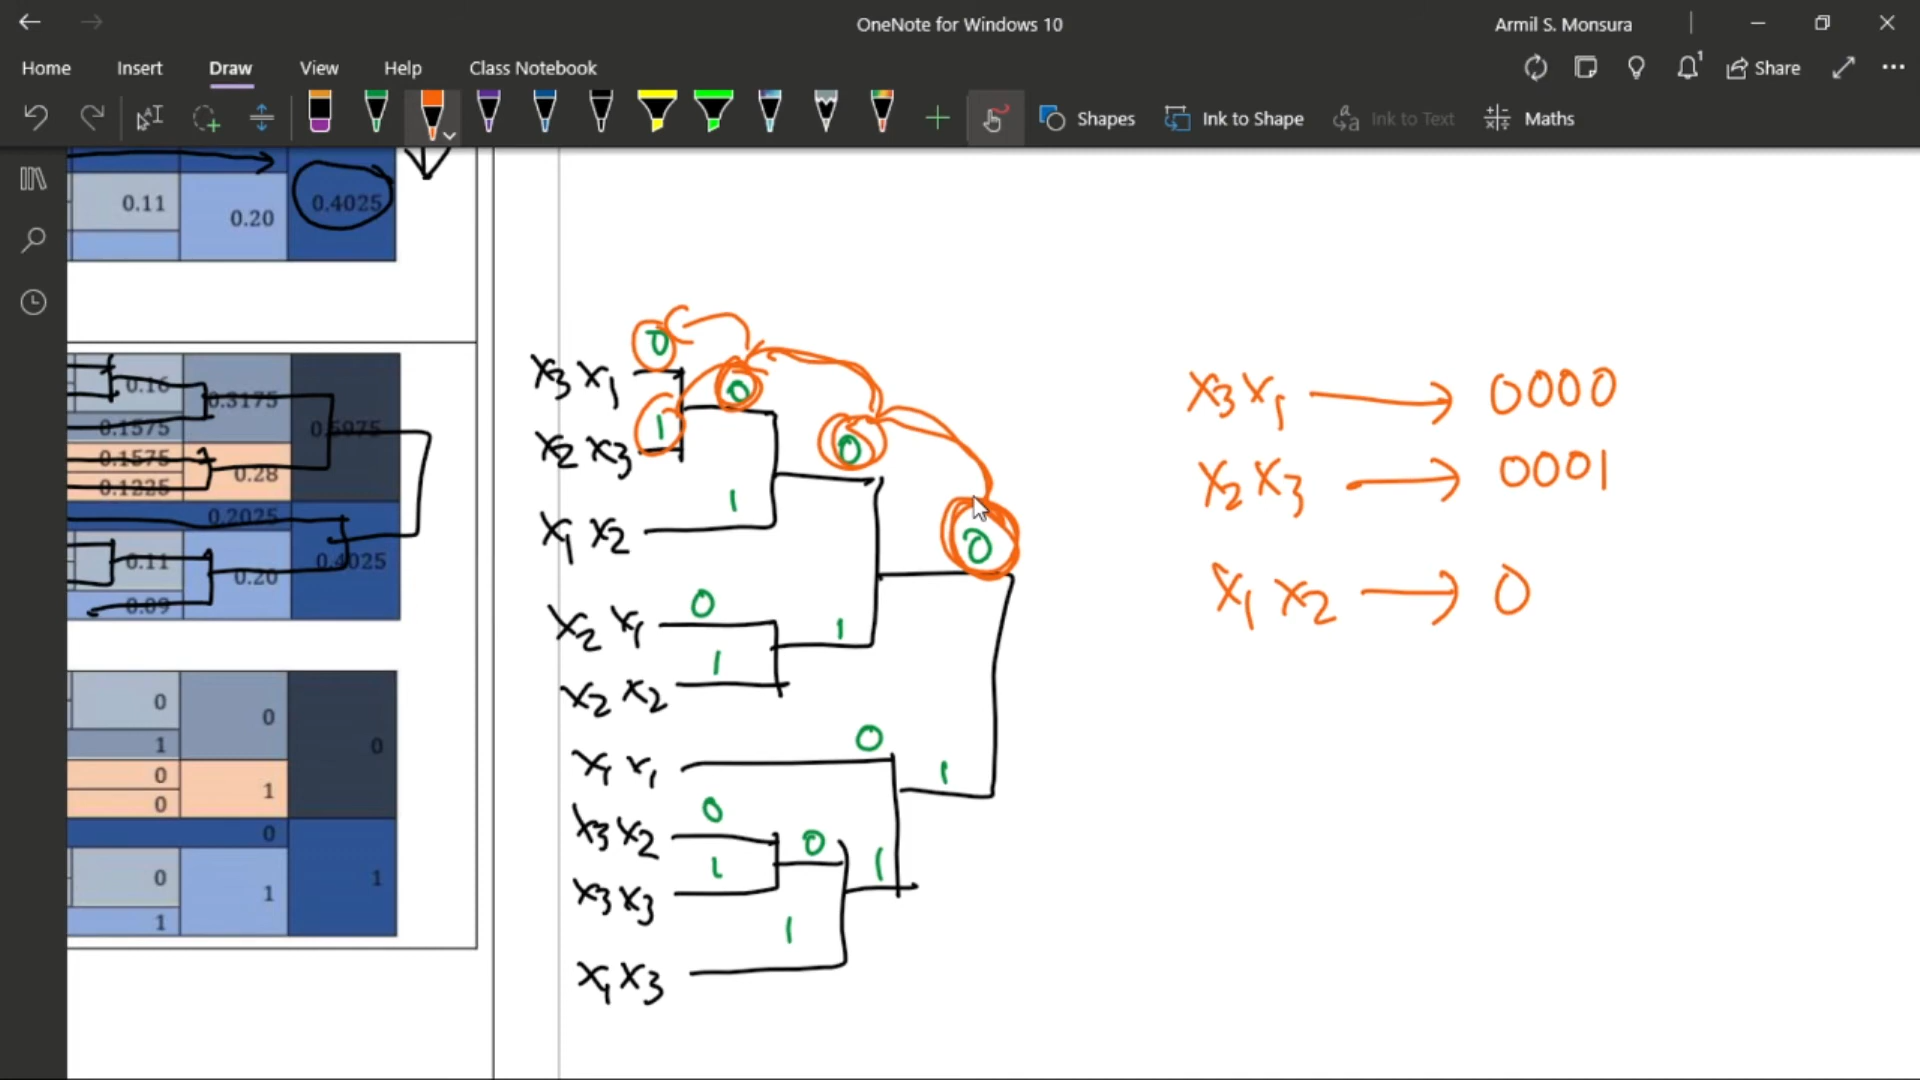 OneNote for Windows 10
Armil S. Monsura
Home Insert Draw View Help Class Notebook
1
Share
Shapes
Ink to Shape
Ink to Text
Maths
0.11
0.20
0.4025
0.16
0.3175
0.1575
0.5975
0.1575
0.28
0.1225
0.2025
0.11
0.20
0.4025
0.09
0
0
1
0
0
1
0
0
0
0
1
1
1
0
x3 x1
0
1
x2 x3
0
1
x1 x2
0
0
x2 x1
1
1
x2 x2
0
x1 x1
1
0
x3 x2
0
1
1
x3 x3
1
x1 x3
x3 x1 → 0000
x2 x3 → 0001
x1 x2 → 0